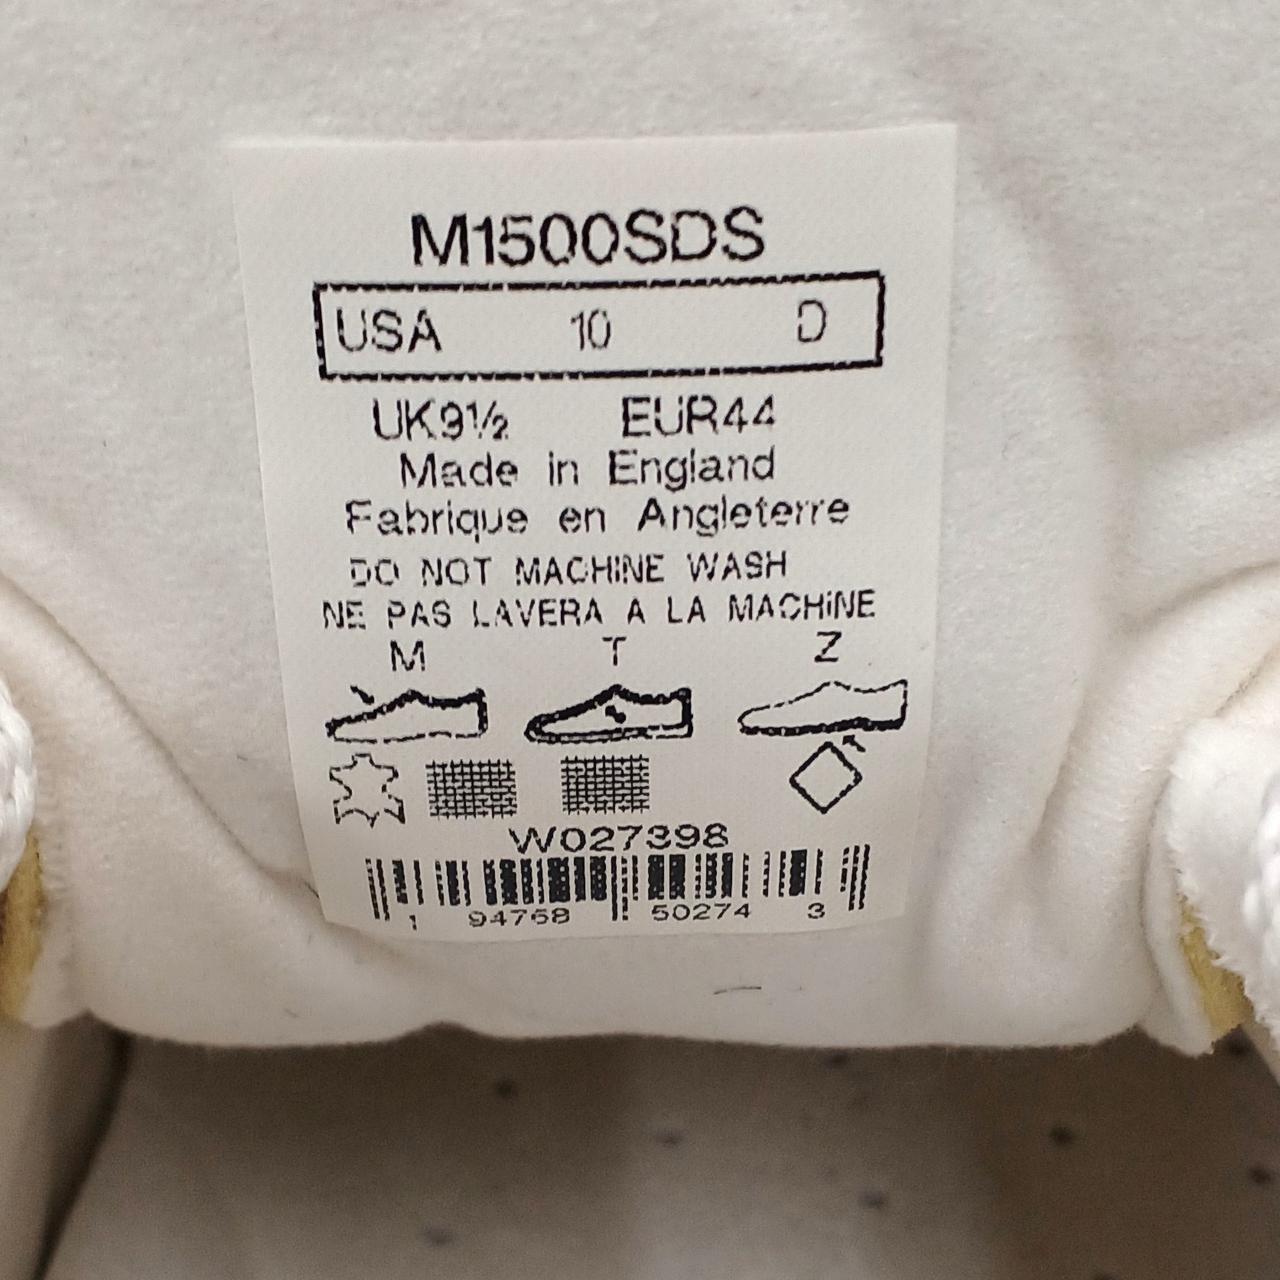 M1500SDS
USA 10 D
UK9½ EUR44
Made in England
Fabrique en Angleterre
DO NOT MACHINE WASH
NE PAS LAVERA A LA MACHINE
M T Z
W027398
1 94768 50274 3